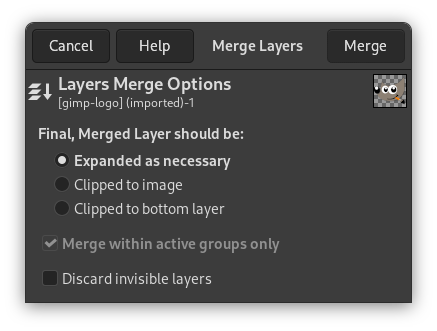 Cancel Help Merge Layers Merge
Layers Merge Options
[gimp-logo] (imported)-1
Final, Merged Layer should be:
Expanded as necessary
Clipped to image
Clipped to bottom layer
Merge within active groups only
Discard invisible layers